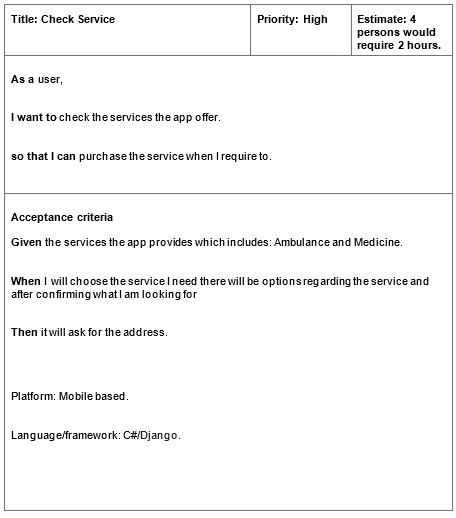 Title: Check Service
Priority: High
Estimate: 4
persons would
require 2 hours.
As a user,
I want to check the services the app offer.
so that I can purchase the service when I require to.
Acceptance criteria
Given the services the app provides which includes: Ambulance and Medicine.
When I will choose the service I need there will be options regarding the service and
after confirming what I am looking for
Then it will ask for the address.
Platform: Mobile based.
Language/framework: C#/Django.